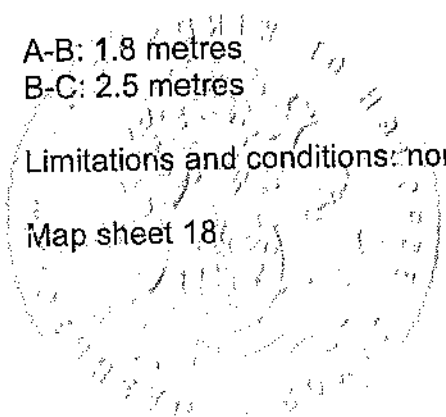 A-B: 1.8 metres
B-C: 2.5 metres
Limitations and conditions:
Map sheet 18